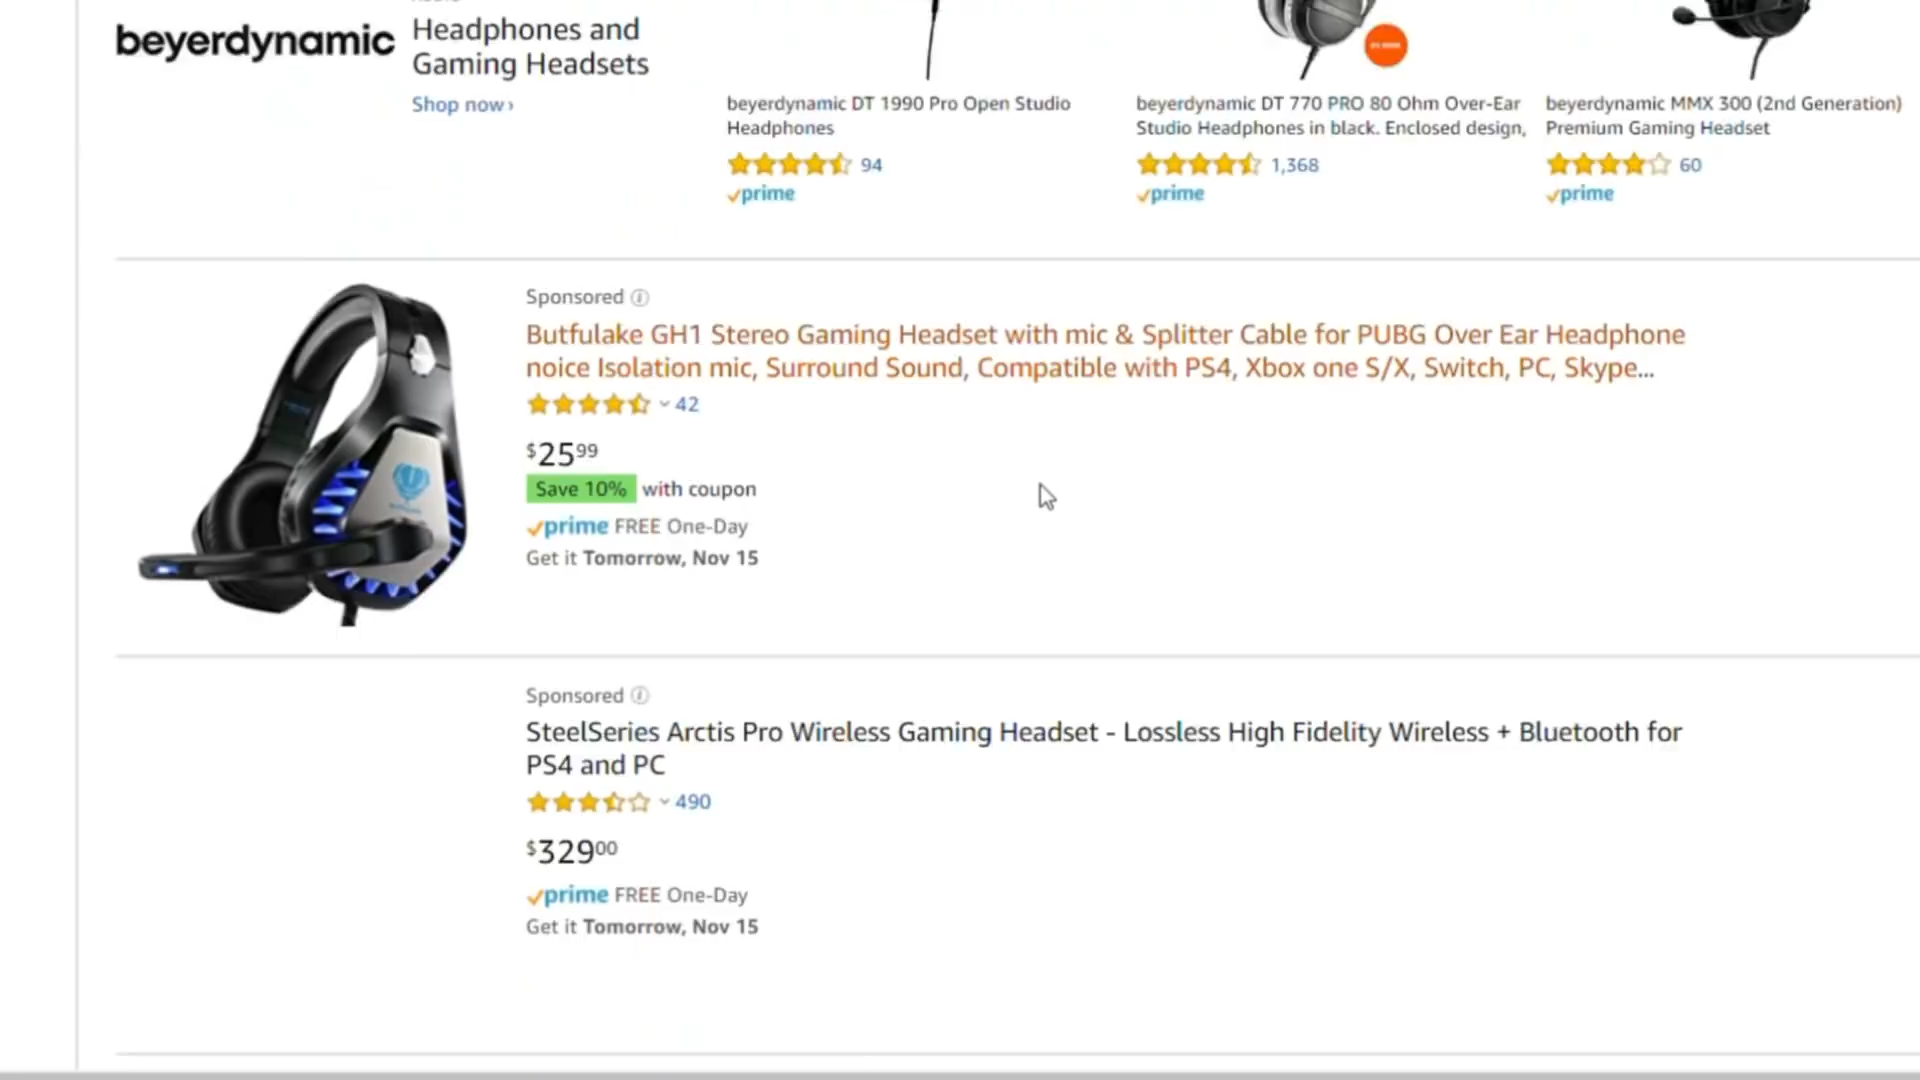 beyerdynamic
Headphones and
Gaming Headsets
Shop now ›
beyerdynamic DT 1990 Pro Open Studio
Headphones
94
prime
beyerdynamic DT 770 PRO 80 Ohm Over-Ear
Studio Headphones in black. Enclosed design,
1,368
prime
beyerdynamic MMX 300 (2nd Generation)
Premium Gaming Headset
60
prime
Sponsored
Butfulake GH1 Stereo Gaming Headset with mic & Splitter Cable for PUBG Over Ear Headphone
noice Isolation mic, Surround Sound, Compatible with PS4, Xbox one S/X, Switch, PC, Skype...
42
$25 99
Save 10% with coupon
prime FREE One-Day
Get it Tomorrow, Nov 15
Sponsored
SteelSeries Arctis Pro Wireless Gaming Headset - Lossless High Fidelity Wireless + Bluetooth for
PS4 and PC
490
$329 00
prime FREE One-Day
Get it Tomorrow, Nov 15